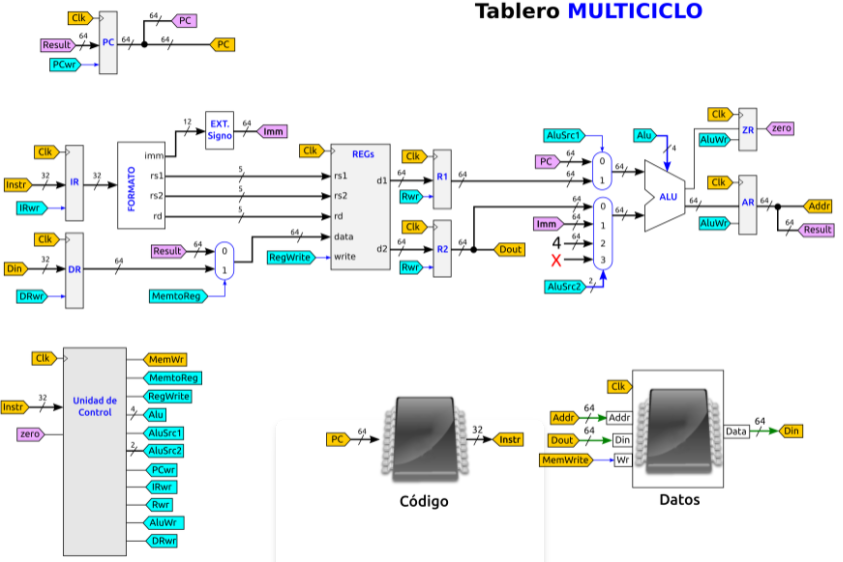 Tablero MULTICICLO
Clk
Result
64
PCwr
PC
64
64
PC
64
PC
Clk
Instr
32
IRwr
IR
32
FORMATO
imm
rs1
rs2
rd
12
EXT.
Signo
64
Imm
5
5
5
Clk
Din
32
DRwr
DR
64
Result
64
0
1
MemtoReg
64
RegWrite
Clk
REGs
rs1
rs2
rd
data
write
d1
d2
64
64
Clk
Rwr
R1
64
Clk
Rwr
R2
64
Dout
AluSrc1
PC
64
64
0
1
64
64
Imm
64
4
64
X
0
1
2
3
64
AluSrc2
2
Alu
4
ALU
64
Clk
AluWr
ZR
zero
Clk
AluWr
AR
64
64
Addr
Result
Clk
Instr
32
zero
Unidad de
Control
MemWr
MemtoReg
RegWrite
4
Alu
AluSrc1
2
AluSrc2
PCwr
IRwr
Rwr
AluWr
DRwr
PC
64
32
Instr
Código
Clk
Addr
64
Addr
Dout
64
Din
MemWrite
Wr
Data
64
Din
Datos